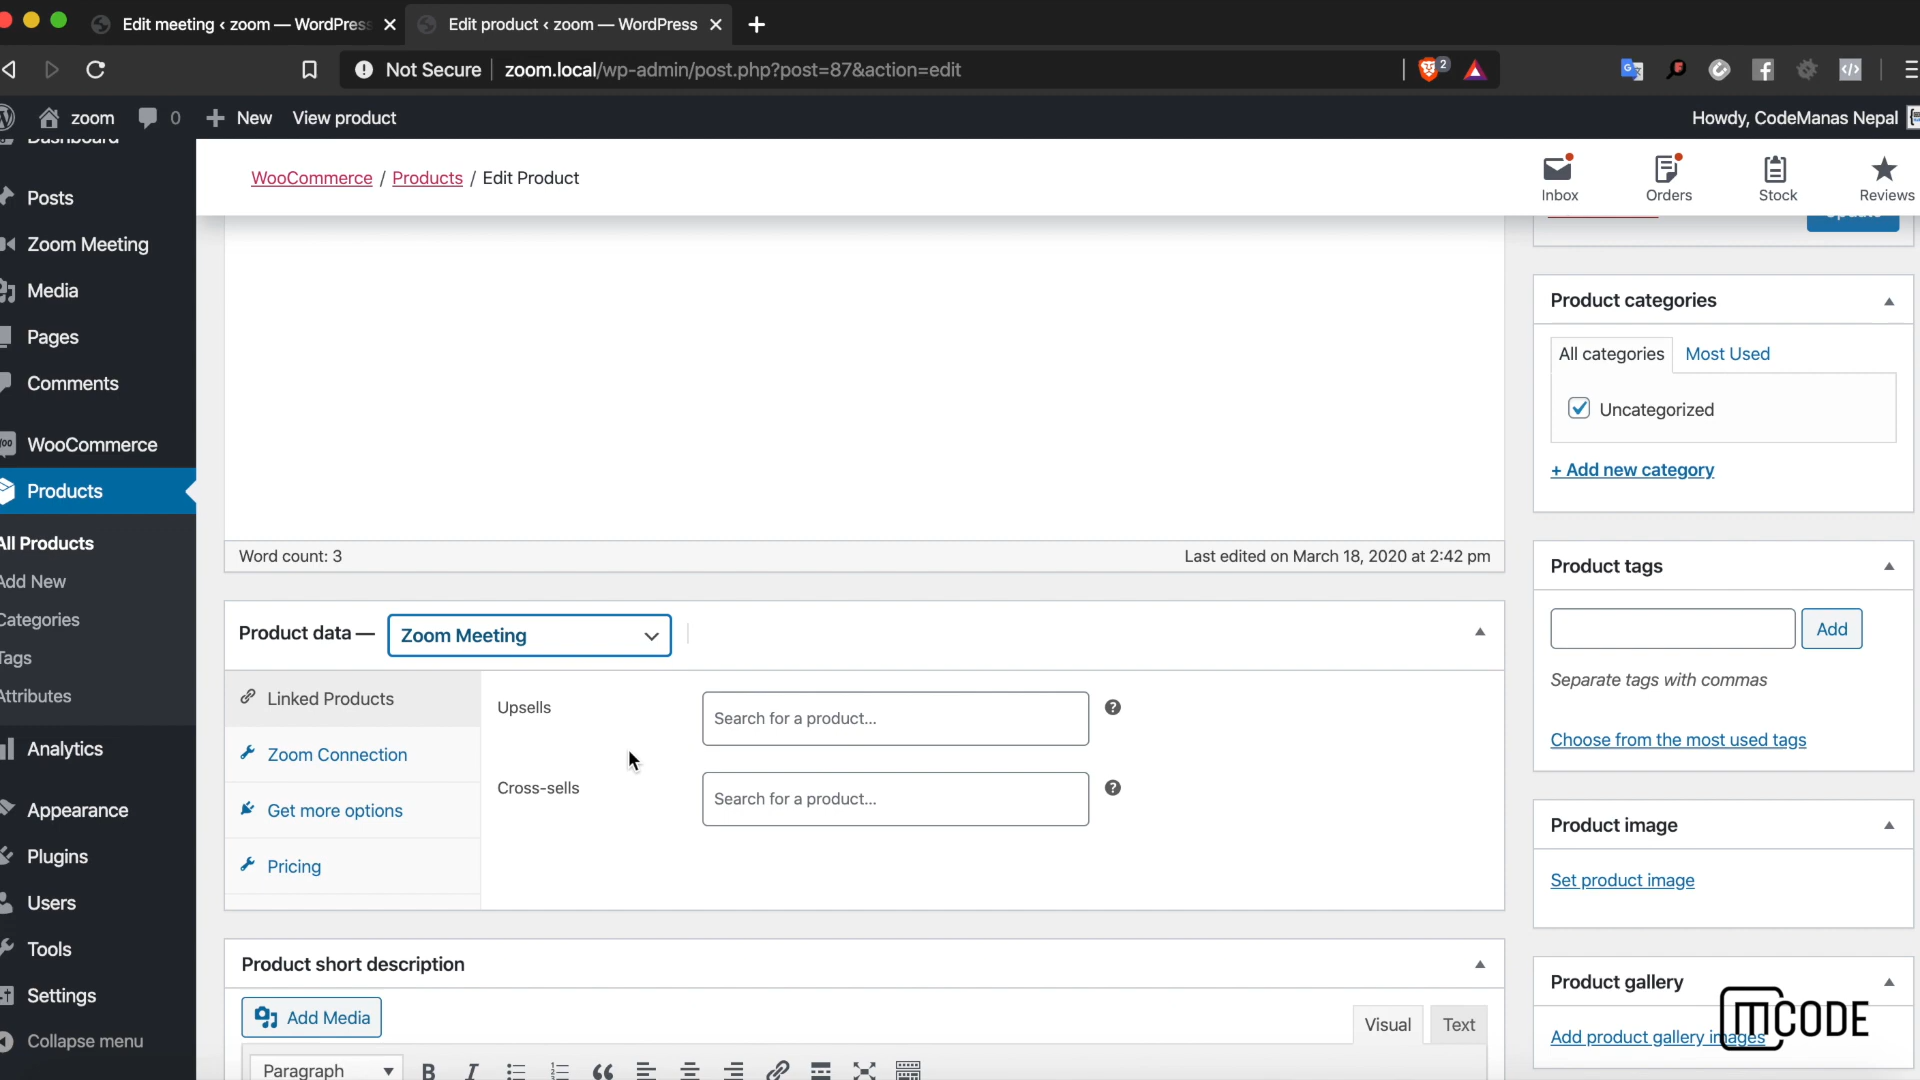 Edit meeting ‹ zoom — WordPress
Edit product ‹ zoom — WordPress
Not Secure
zoom.local/wp-admin/post.php?post=87&action=edit
2
zoom
0
New
View product
Howdy, CodeManas Nepal
Dashboard
Posts
Zoom Meeting
Media
Pages
Comments
WooCommerce
Products
All Products
Add New
Categories
Tags
Attributes
Analytics
Appearance
Plugins
Users
Tools
Settings
Collapse menu
WooCommerce / Products / Edit Product
Inbox
Orders
Stock
Reviews
Update
Word count: 3
Last edited on March 18, 2020 at 2:42 pm
Product data —
Zoom Meeting
Linked Products
Zoom Connection
Get more options
Pricing
Upsells
Search for a product…
Cross-sells
Search for a product…
Product short description
Add Media
Visual
Text
Paragraph
Product categories
All categories
Most Used
Uncategorized
+ Add new category
Product tags
Add
Separate tags with commas
Choose from the most used tags
Product image
Set product image
Product gallery
Add product gallery images
mCODE